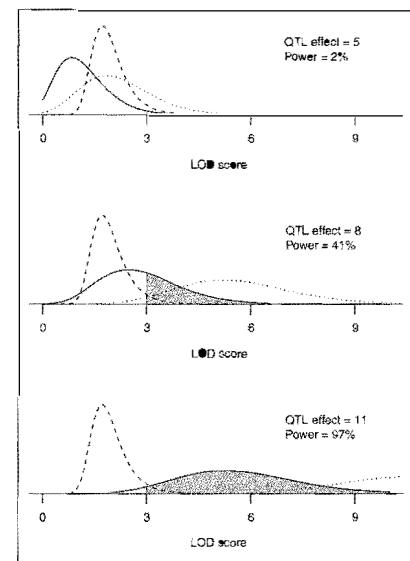 QTL effect = 5
Power = 2%
0 3 6 9
LOD score
QTL effect = 8
Power = 41%
0 3 6 9
LOD score
QTL effect = 11
Power = 97%
0 3 6 9
LOD score